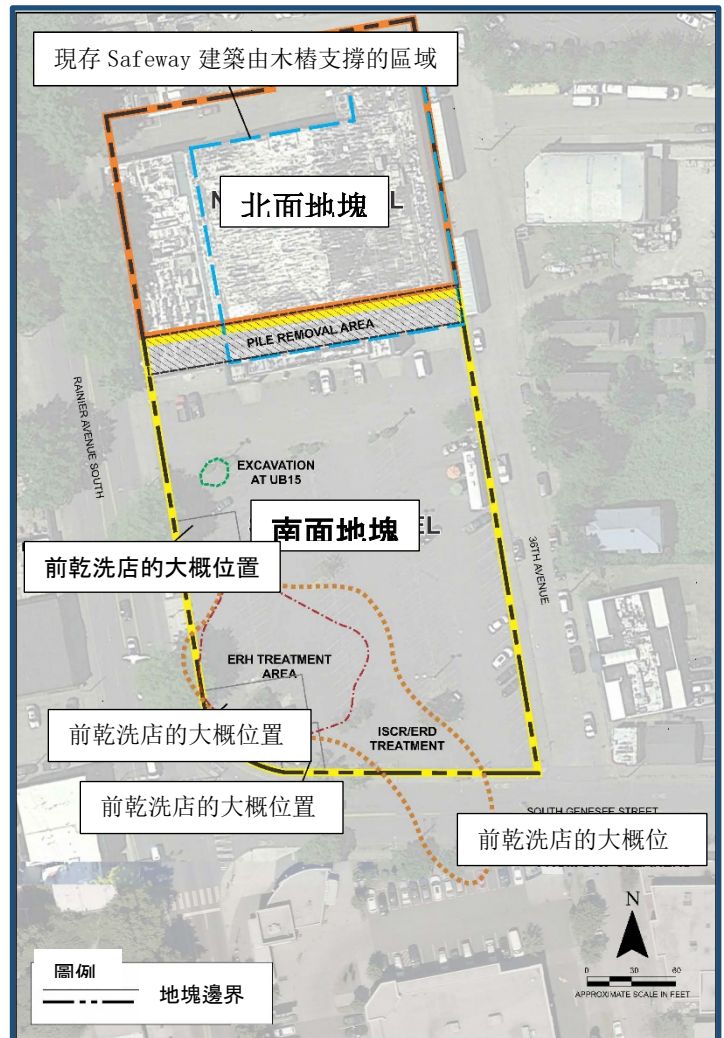 現存 Safeway 建築由木樁支撐的區域
北面地塊
PILE REMOVAL AREA
RAINIER AVENUE SOUTH
EXCAVATION
AT UB15
南面地塊
36TH AVENUE
前乾洗店的大概位置
ERH TREATMENT
AREA
ISCR/ERD
TREATMENT
前乾洗店的大概位置
前乾洗店的大概位置
SOUTH GENESEE STREET
前乾洗店的大概位
N
0 30 60
APPROXIMATE SCALE IN FEET
圖例
地塊邊界